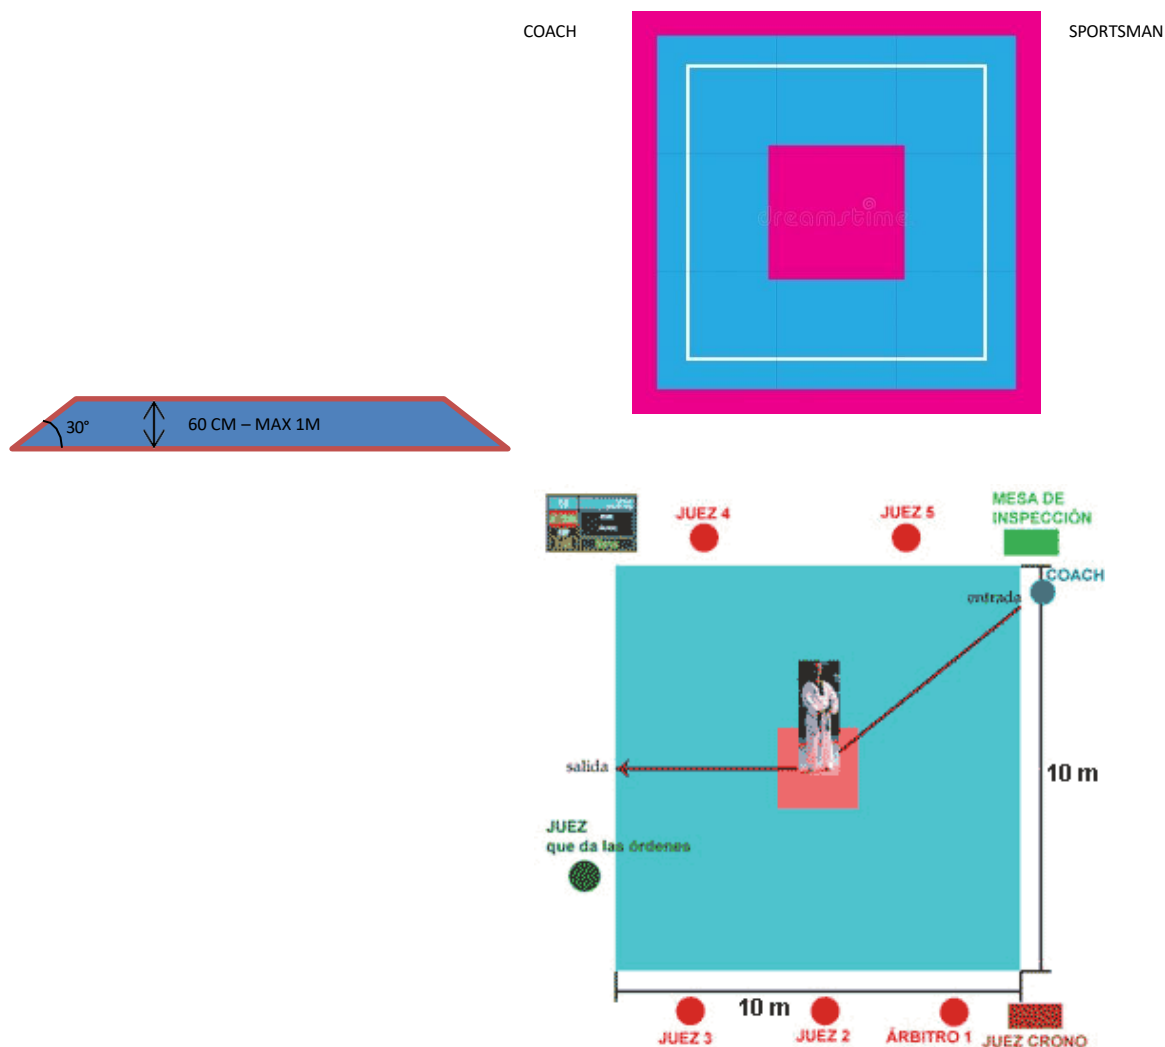 COACH
SPORTSMAN
dreamstime
30°
60 CM – MAX 1M
JUEZ 4
JUEZ 5
MESA DE
INSPECCIÓN
COACH
entrada
salida
10 m
JUEZ
que da las órdenes
10 m
JUEZ 3
JUEZ 2
ÁRBITRO 1
JUEZ CRONO